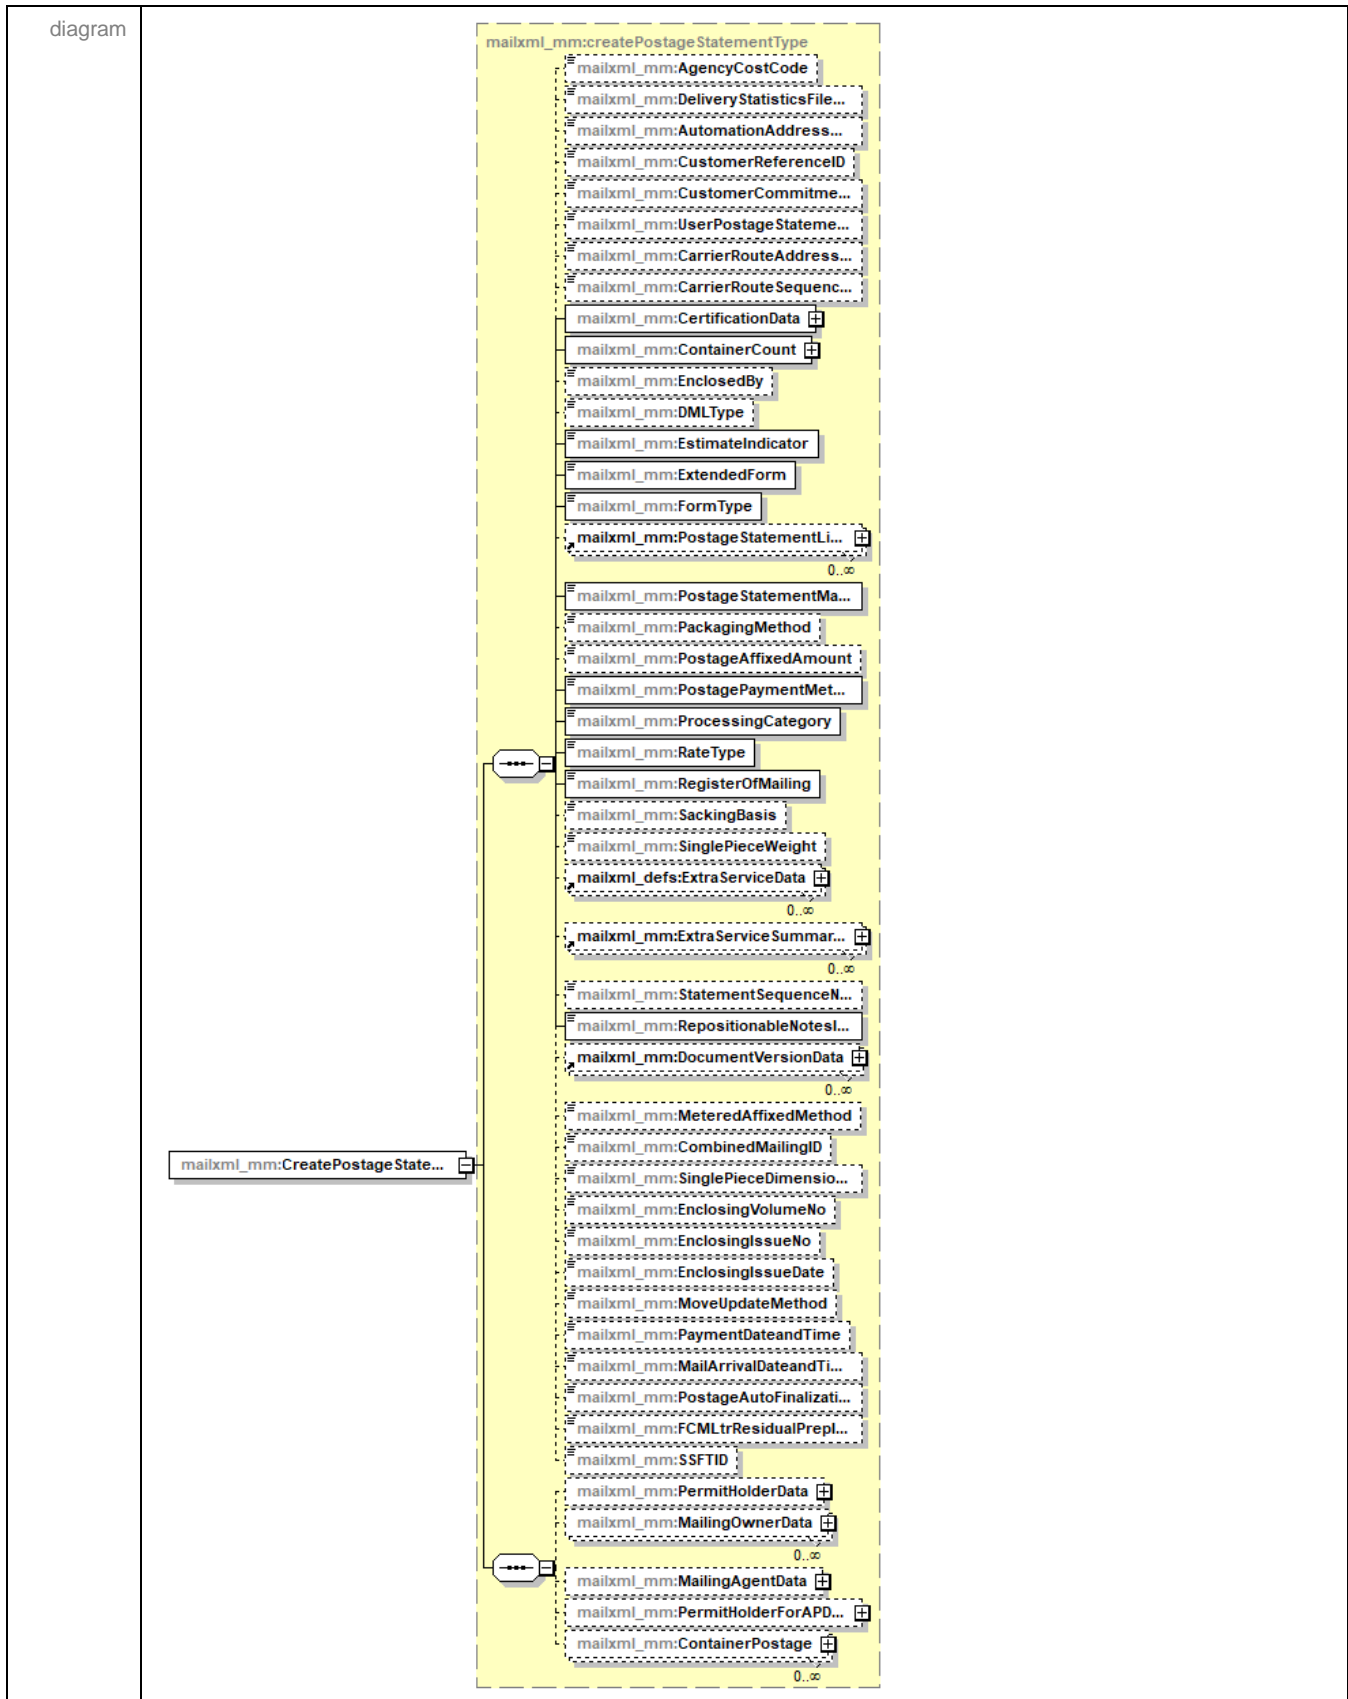 diagram
mailxml_mm:createPostageStatementType
mailxml_mm:AgencyCostCode
mailxml_mm:DeliveryStatisticsFile...
mailxml_mm:AutomationAddress...
mailxml_mm:CustomerReferenceID
mailxml_mm:CustomerCommitme...
mailxml_mm:UserPostageStateme...
mailxml_mm:CarrierRouteAddress...
mailxml_mm:CarrierRouteSequenc...
mailxml_mm:CertificationData
mailxml_mm:ContainerCount
mailxml_mm:EnclosedBy
mailxml_mm:DMLType
mailxml_mm:EstimateIndicator
mailxml_mm:ExtendedForm
mailxml_mm:FormType
mailxml_mm:PostageStatementLi...
0..∞
mailxml_mm:PostageStatementMa...
mailxml_mm:PackagingMethod
mailxml_mm:PostageAffixedAmount
mailxml_mm:PostagePaymentMet...
mailxml_mm:ProcessingCategory
mailxml_mm:RateType
mailxml_mm:RegisterOfMailing
mailxml_mm:SackingBasis
mailxml_mm:SinglePieceWeight
mailxml_defs:ExtraServiceData
0..∞
mailxml_mm:ExtraServiceSummar...
0..∞
mailxml_mm:StatementSequenceN...
mailxml_mm:RepositionableNotesI...
mailxml_mm:DocumentVersionData
0..∞
mailxml_mm:MeteredAffixedMethod
mailxml_mm:CombinedMailingID
mailxml_mm:CreatePostageState...
mailxml_mm:SinglePieceDimensio...
mailxml_mm:EnclosingVolumeNo
mailxml_mm:EnclosingIssueNo
mailxml_mm:EnclosingIssueDate
mailxml_mm:MoveUpdateMethod
mailxml_mm:PaymentDateandTime
mailxml_mm:MailArrivalDateandTi...
mailxml_mm:PostageAutoFinalizati...
mailxml_mm:FCMLtrResidualPrepI...
mailxml_mm:SSFTID
mailxml_mm:PermitHolderData
mailxml_mm:MailingOwnerData
0..∞
mailxml_mm:MailingAgentData
mailxml_mm:PermitHolderForAPD...
mailxml_mm:ContainerPostage
0..∞